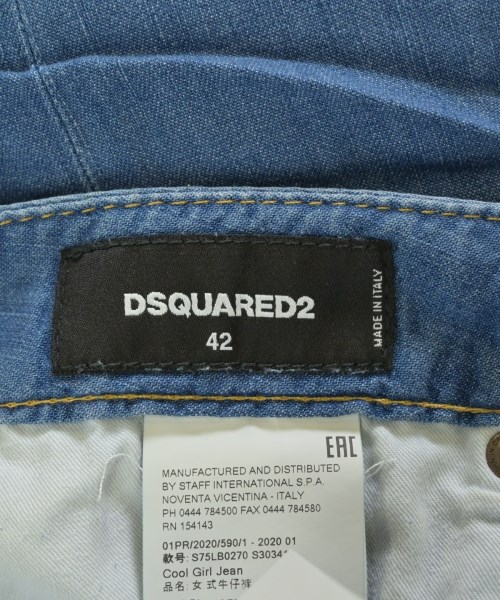 DSQUARED2
42
MADE IN ITALY
EAC
MANUFACTURED AND DISTRIBUTED
BY STAFF INTERNATIONAL S.P.A.
NOVENTA VICENTINA - ITALY
PH 0444 784500 FAX 0444 784580
RN 154143
01PR/2020/590/1 - 2020 01
款号: S75LB0270 S30341
Cool Girl Jean
品名: 女式牛仔裤